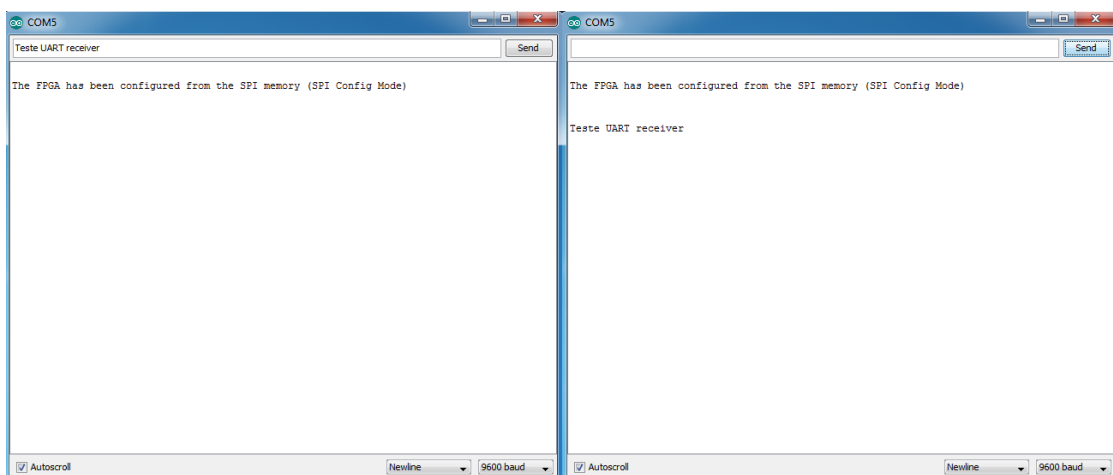 COM5
Teste UART receiver
Send
The FPGA has been configured from the SPI memory (SPI Config Mode)
Autoscroll
Newline
9600 baud
COM5
Send
The FPGA has been configured from the SPI memory (SPI Config Mode)
Teste UART receiver
Autoscroll
Newline
9600 baud